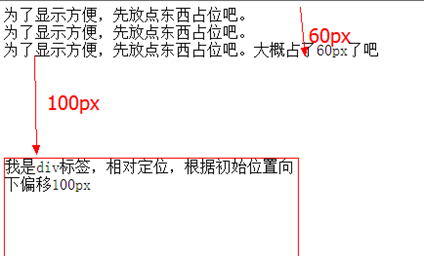 为了显示方便，先放点东西占位吧。
为了显示方便，先放点东西占位吧。
为了显示方便，先放点东西占位吧。大概占了60px了吧
60px
100px
我是div标签，相对定位，根据初始位置向
下偏移100px